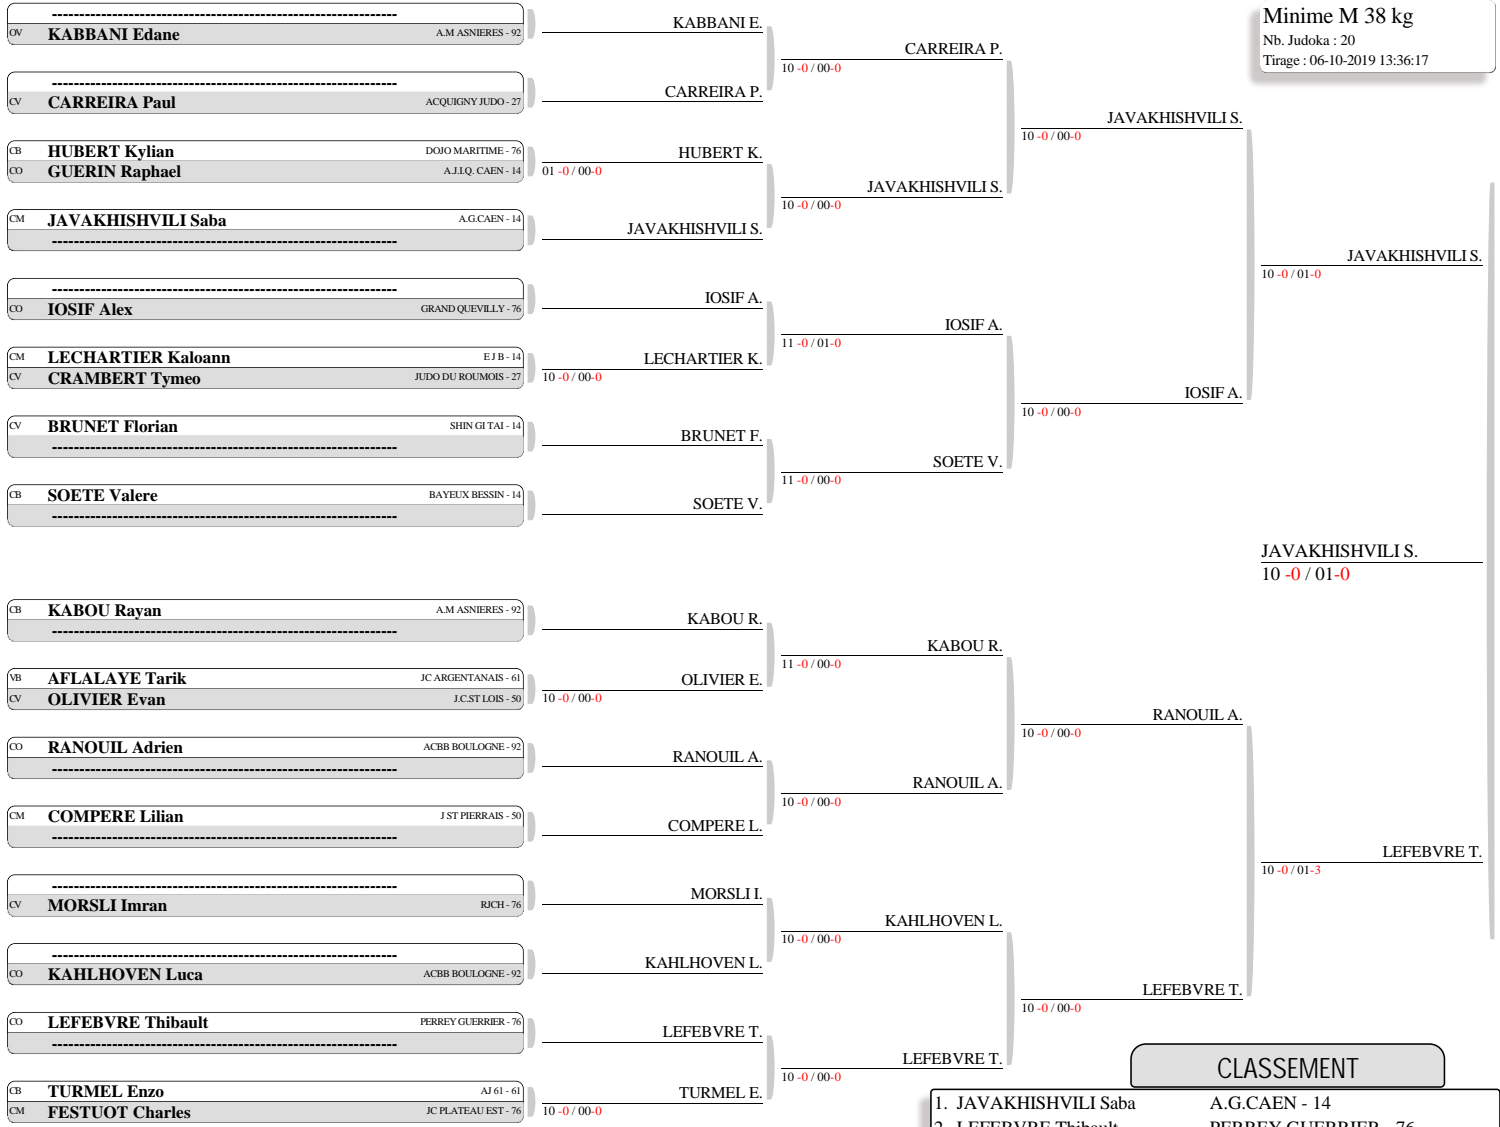 Minime M 38 kg
Nb. Judoka : 20
Tirage : 06-10-2019 13:36:17
--------------------------------------------------------------
OV KABBANI Edane A.M ASNIERES - 92
--------------------------------------------------------------
CV CARREIRA Paul ACQUIGNY JUDO - 27
CB HUBERT Kylian DOJO MARITIME - 76
CO GUERIN Raphael A.J.I.Q. CAEN - 14
CM JAVAKHISHVILI Saba A.G.CAEN - 14
--------------------------------------------------------------
--------------------------------------------------------------
CO IOSIF Alex GRAND QUEVILLY - 76
CM LECHARTIER Kaloann E J B - 14
CV CRAMBERT Tymeo JUDO DU ROUMOIS - 27
CV BRUNET Florian SHIN GI TAI - 14
--------------------------------------------------------------
CB SOETE Valere BAYEUX BESSIN - 14
--------------------------------------------------------------
CB KABOU Rayan A.M ASNIERES - 92
--------------------------------------------------------------
VB AFLALAYE Tarik JC ARGENTANAIS - 61
CV OLIVIER Evan J.C.ST LOIS - 50
CO RANOUIL Adrien ACBB BOULOGNE - 92
--------------------------------------------------------------
CM COMPERE Lilian J ST PIERRAIS - 50
--------------------------------------------------------------
--------------------------------------------------------------
CV MORSLI Imran RJCH - 76
--------------------------------------------------------------
CO KAHLHOVEN Luca ACBB BOULOGNE - 92
CO LEFEBVRE Thibault PERREY GUERRIER - 76
--------------------------------------------------------------
CB TURMEL Enzo AJ 61 - 61
CM FESTUOT Charles JC PLATEAU EST - 76
KABBANI E.
CARREIRA P.
HUBERT K.
01 -0 / 00-0
JAVAKHISHVILI S.
IOSIF A.
LECHARTIER K.
10 -0 / 00-0
BRUNET F.
SOETE V.
KABOU R.
OLIVIER E.
10 -0 / 00-0
RANOUIL A.
COMPERE L.
MORSLI I.
KAHLHOVEN L.
LEFEBVRE T.
TURMEL E.
10 -0 / 00-0
CARREIRA P.
10 -0 / 00-0
JAVAKHISHVILI S.
10 -0 / 00-0
IOSIF A.
11 -0 / 01-0
SOETE V.
11 -0 / 00-0
KABOU R.
11 -0 / 00-0
RANOUIL A.
10 -0 / 00-0
KAHLHOVEN L.
10 -0 / 00-0
LEFEBVRE T.
10 -0 / 00-0
JAVAKHISHVILI S.
10 -0 / 00-0
IOSIF A.
10 -0 / 00-0
RANOUIL A.
10 -0 / 00-0
LEFEBVRE T.
10 -0 / 00-0
JAVAKHISHVILI S.
10 -0 / 01-0
LEFEBVRE T.
10 -0 / 01-3
JAVAKHISHVILI S.
10 -0 / 01-0
CLASSEMENT
1. JAVAKHISHVILI Saba A.G.CAEN - 14
2. LEFEBVRE Thibault PERREY GUERRIER - 76